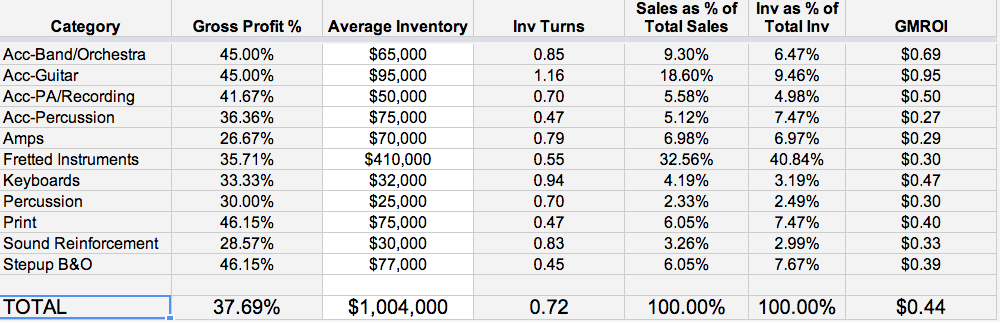 Category Gross Profit % Average Inventory Inv Turns Sales as % of Total Sales Inv as % of Total Inv GMROI
Acc-Band/Orchestra 45.00% $65,000 0.85 9.30% 6.47% $0.69
Acc-Guitar 45.00% $95,000 1.16 18.60% 9.46% $0.95
Acc-PA/Recording 41.67% $50,000 0.70 5.58% 4.98% $0.50
Acc-Percussion 36.36% $75,000 0.47 5.12% 7.47% $0.27
Amps 26.67% $70,000 0.79 6.98% 6.97% $0.29
Fretted Instruments 35.71% $410,000 0.55 32.56% 40.84% $0.30
Keyboards 33.33% $32,000 0.94 4.19% 3.19% $0.47
Percussion 30.00% $25,000 0.70 2.33% 2.49% $0.30
Print 46.15% $75,000 0.47 6.05% 7.47% $0.40
Sound Reinforcement 28.57% $30,000 0.83 3.26% 2.99% $0.33
Stepup B&O 46.15% $77,000 0.45 6.05% 7.67% $0.39
TOTAL 37.69% $1,004,000 0.72 100.00% 100.00% $0.44